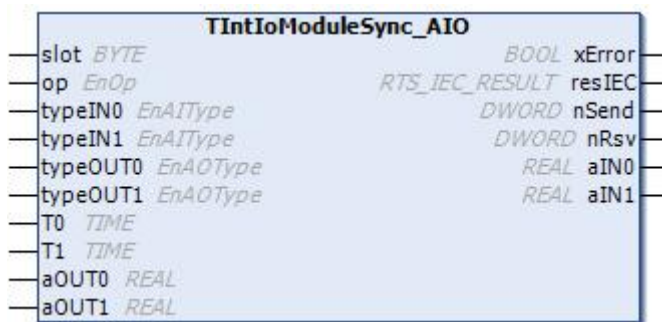 TIntIoModuleSync_AIO
slot BYTE BOOL xError
op EnOp RTS_IEC_RESULT resIEC
typeIN0 EnAIType DWORD nSend
typeIN1 EnAIType DWORD nRsv
typeOUT0 EnAOType REAL aIN0
typeOUT1 EnAOType REAL aIN1
T0 TIME
T1 TIME
aOUT0 REAL
aOUT1 REAL